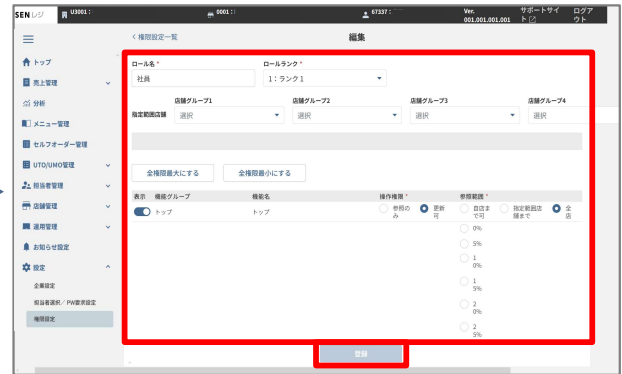 SENレジ
U3001 :
0001 :
67337 :
Ver.
001.001.001.001
サポートサイト
ログアウト
< 権限設定一覧
編集
トップ
売上管理
分析
メニュー管理
セルフオーダー管理
UTO/UMO管理
担当者管理
店舗管理
運用管理
お知らせ設定
設定
企業設定
担当者選択/PW要求設定
権限設定
ロール名 *
ロールランク *
社員
1:ランク1
店舗グループ1
店舗グループ2
店舗グループ3
店舗グループ4
指定範囲店舗
選択
選択
選択
選択
全権限最大にする
全権限最小にする
表示
機能グループ
機能名
操作権限 *
参照範囲 *
トップ
トップ
参照のみ
更新可
自店まで可
指定範囲店舗まで
全店
0%
5%
1
0%
1
5%
2
0%
2
5%
登録